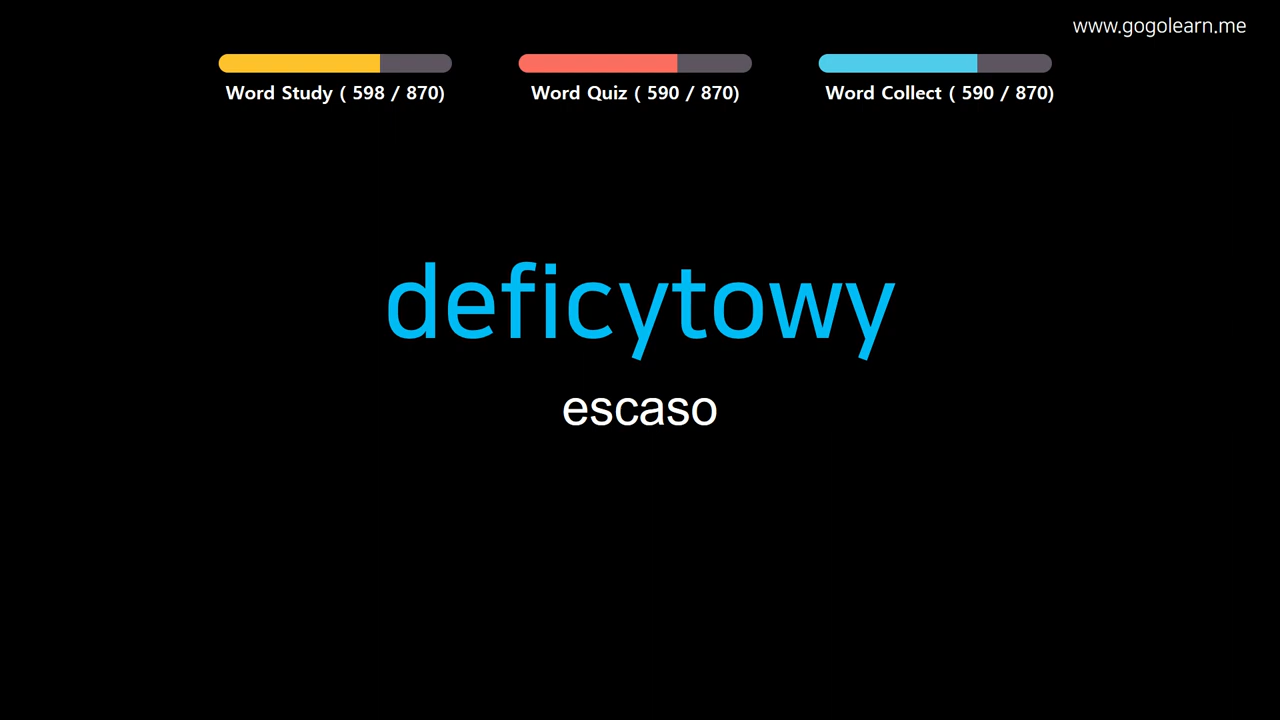 www.gogolearn.me
Word Study ( 598 / 870)
Word Quiz ( 590 / 870)
Word Collect ( 590 / 870)
deficytowy
escaso